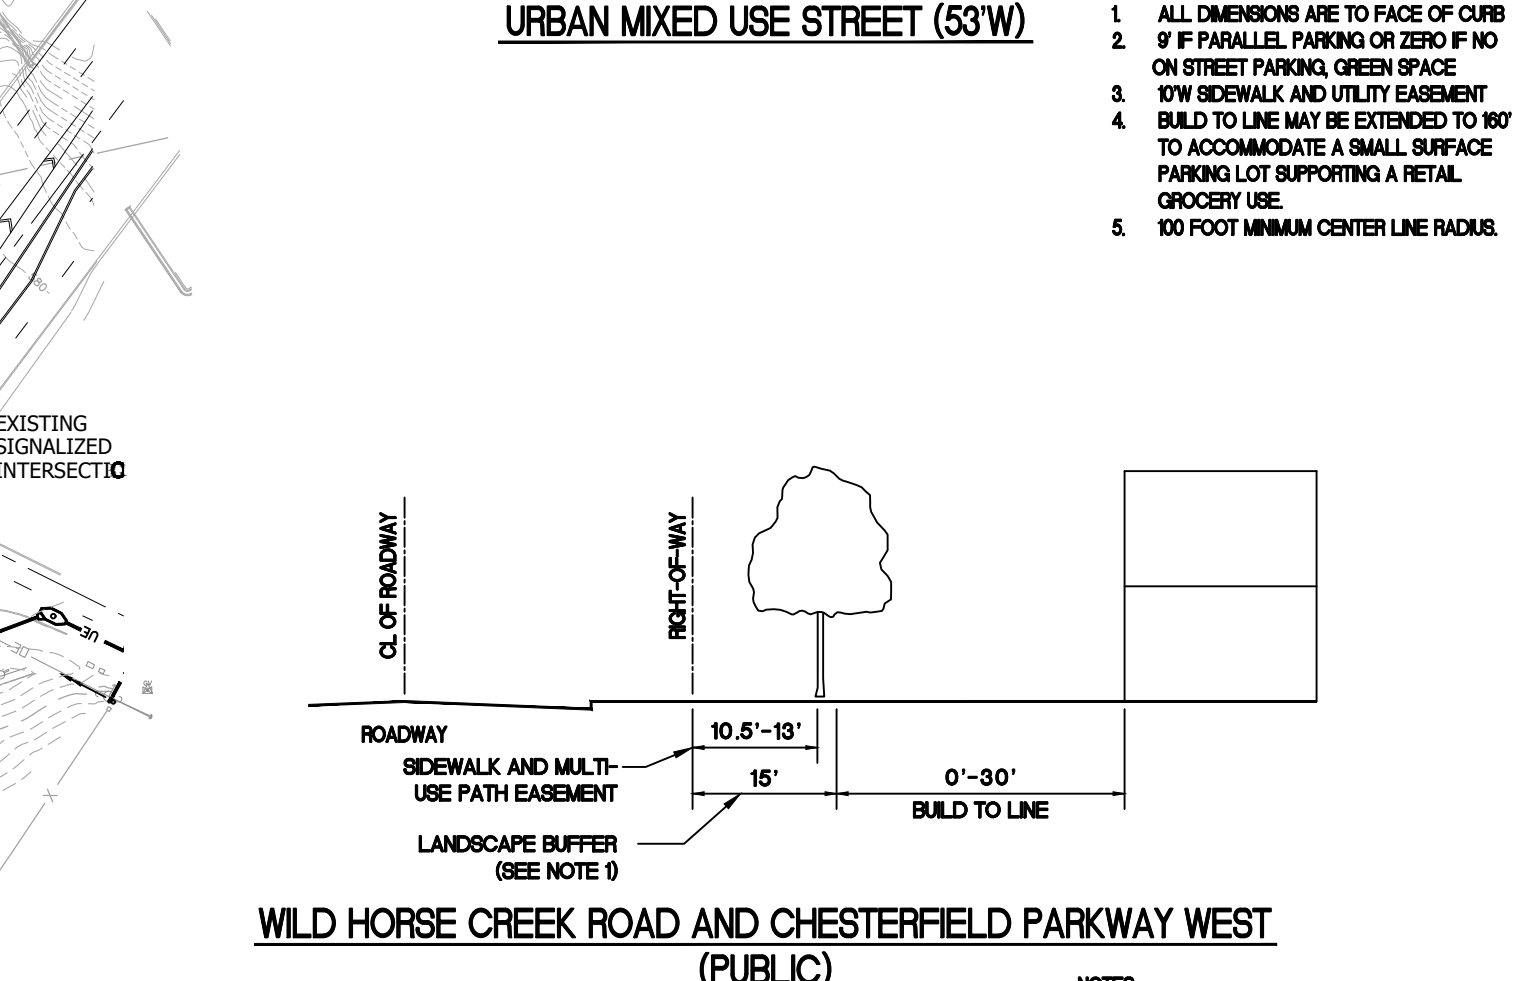 URBAN MIXED USE STREET (53'W)
1. ALL DIMENSIONS ARE TO FACE OF CURB
2. 9' IF PARALLEL PARKING OR ZERO IF NO
ON STREET PARKING, GREEN SPACE
3. 10'W SIDEWALK AND UTILITY EASEMENT
4. BUILD TO LINE MAY BE EXTENDED TO 160'
TO ACCOMMODATE A SMALL SURFACE
PARKING LOT SUPPORTING A RETAIL
GROCERY USE.
5. 100 FOOT MINIMUM CENTER LINE RADIUS.
380
EXISTING
SIGNALIZED
INTERSECTIO
UE
CL OF ROADWAY
RIGHT-OF-WAY
ROADWAY
10.5'-13'
SIDEWALK AND MULTI-
USE PATH EASEMENT
15'
0'-30'
BUILD TO LINE
LANDSCAPE BUFFER
(SEE NOTE 1)
WILD HORSE CREEK ROAD AND CHESTERFIELD PARKWAY WEST
(PUBLIC)
NOTES